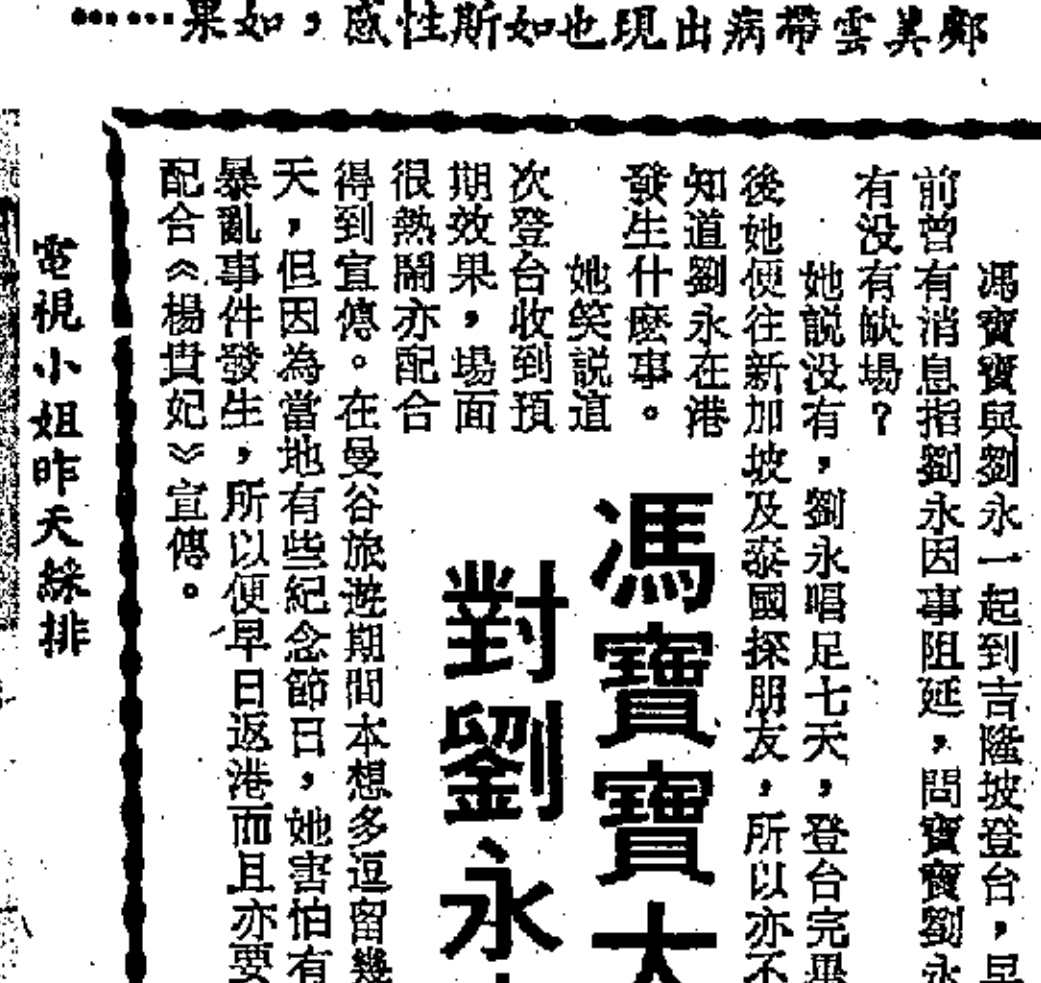 鄭美雲帶病出現也如斯性感，如果……
馮寶寶與劉永一起到吉隆坡登台，早
前曾有消息指劉永因事阻延，問寶寶劉永
有没有缺場？
她説没有，劉永唱足七天，登台完畢
後她便往新加坡及泰國探朋友，所以亦不
知道劉永在港
發生什麽事。
馮寶寶大
她笑説這
次登台收到預
期效果，場面
很熱鬧亦配合
對劉永
得到宣傳。在曼谷旅遊期間本想多逗留幾
天，但因為當地有些紀念節日，她害怕有
暴亂事件發生，所以便早日返港而且亦要
配合《楊貴妃》宣傳。
電視小姐昨天綵排